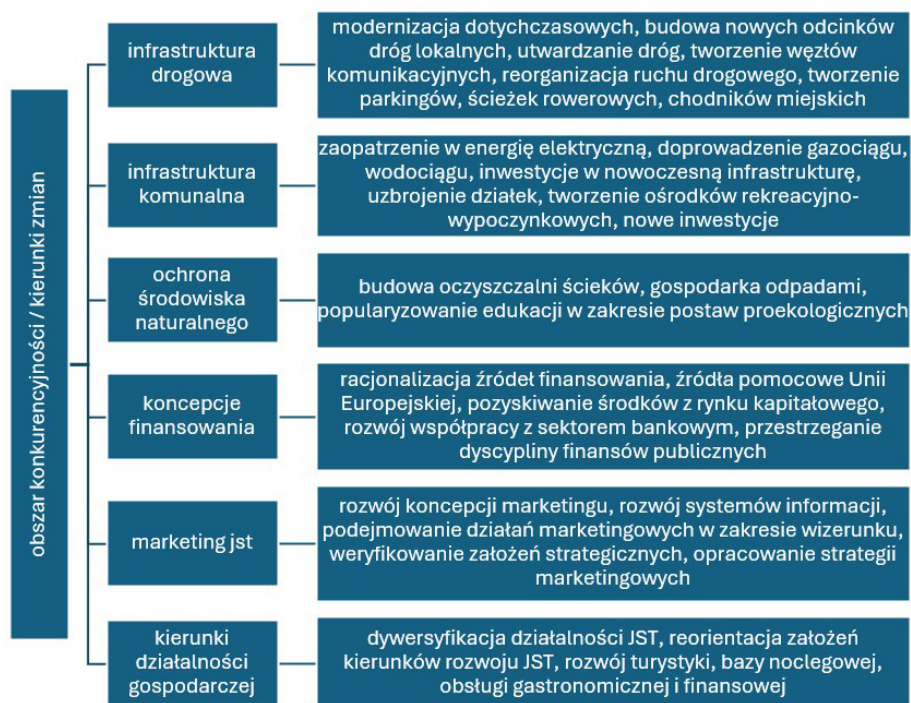 obszar konkurencyjności / kierunki zmian
infrastruktura
drogowa
modernizacja dotychczasowych, budowa nowych odcinków
dróg lokalnych, utwardzanie dróg, tworzenie węzłów
komunikacyjnych, reorganizacja ruchu drogowego, tworzenie
parkingów, ścieżek rowerowych, chodników miejskich
infrastruktura
komunalna
zaopatrzenie w energię elektryczną, doprowadzenie gazociągu,
wodociągu, inwestycje w nowoczesną infrastrukturę,
uzbrojenie działek, tworzenie ośrodków rekreacyjno-
wypoczynkowych, nowe inwestycje
ochrona
środowiska
naturalnego
budowa oczyszczalni ścieków, gospodarka odpadami,
popularyzowanie edukacji w zakresie postaw proekologicznych
koncepcje
finansowania
racjonalizacja źródeł finansowania, źródła pomocowe Unii
Europejskiej, pozyskiwanie środków z rynku kapitałowego,
rozwój współpracy z sektorem bankowym, przestrzeganie
dyscypliny finansów publicznych
marketing jst
rozwój koncepcji marketingu, rozwój systemów informacji,
podejmowanie działań marketingowych w zakresie wizerunku,
weryfikowanie założeń strategicznych, opracowanie strategii
marketingowych
kierunki
działalności
gospodarczej
dywersyfikacja działalności JST, reorientacja założeń
kierunków rozwoju JST, rozwój turystyki, bazy noclegowej,
obsługi gastronomicznej i finansowej